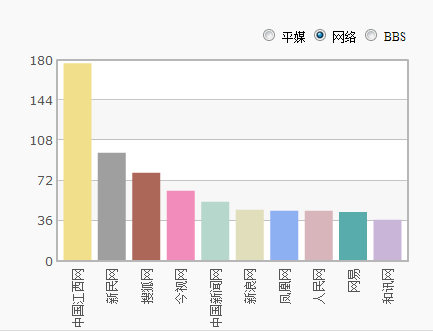 平媒 网络 BBS
180
144
108
72
36
0
中国江西网
新民网
搜狐网
今视网
中国新闻网
新浪网
凤凰网
人民网
网易
和讯网